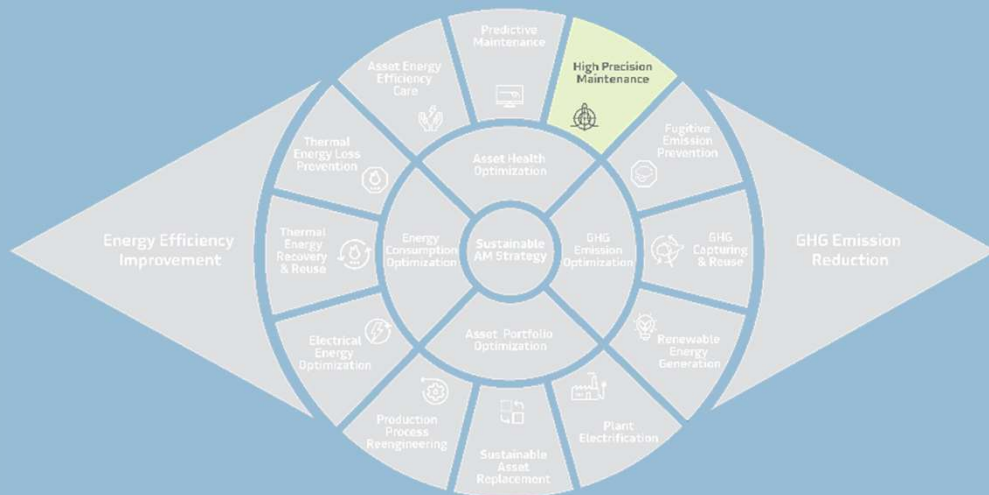 Predictive
Maintenance
High Precision
Maintenance
Asset Energy
Efficiency
Care
Fugitive
Emission
Prevention
Thermal
Energy Loss
Prevention
Asset Health
Optimization
Energy Efficiency
Improvement
Thermal
Energy
Recovery
& Reuse
Energy
Consumption
Optimization
Sustainable
AM Strategy
GHG
Emission
Optimization
GHG
Capturing
& Reuse
GHG Emission
Reduction
Electrical
Energy
Optimization
Asset Portfolio
Optimization
Renewable
Energy
Generation
Production
Process
Reengineering
Sustainable
Asset
Replacement
Plant
Electrification